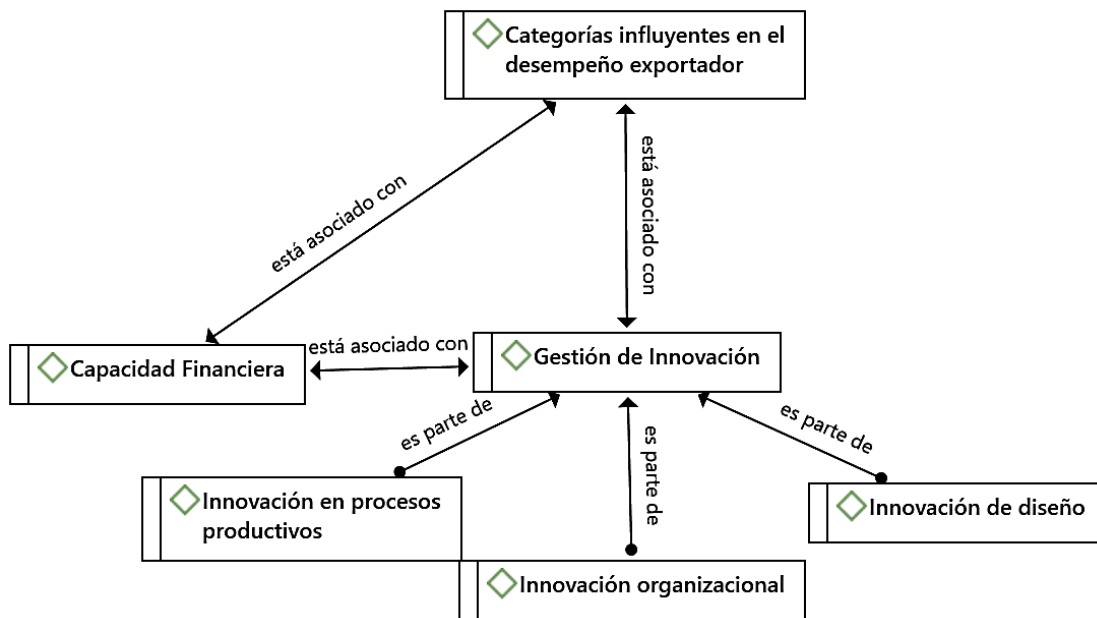 Categorías influyentes en el
desempeño exportador
está asociado con
está asociado con
Capacidad Financiera
está asociado con
Gestión de Innovación
es parte de
es parte de
es parte de
Innovación en procesos
productivos
Innovación de diseño
Innovación organizacional